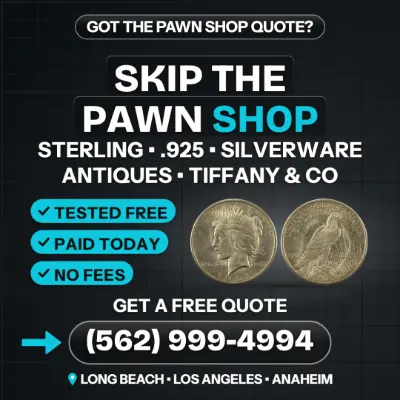 GOT THE PAWN SHOP QUOTE?
SKIP THE
PAWN SHOP
STERLING ▪ .925 ▪ SILVERWARE
ANTIQUES ▪ TIFFANY & CO
✓ TESTED FREE
✓ PAID TODAY
✓ NO FEES
GET A FREE QUOTE
(562) 999-4994
LONG BEACH ▪ LOS ANGELES ▪ ANAHEIM